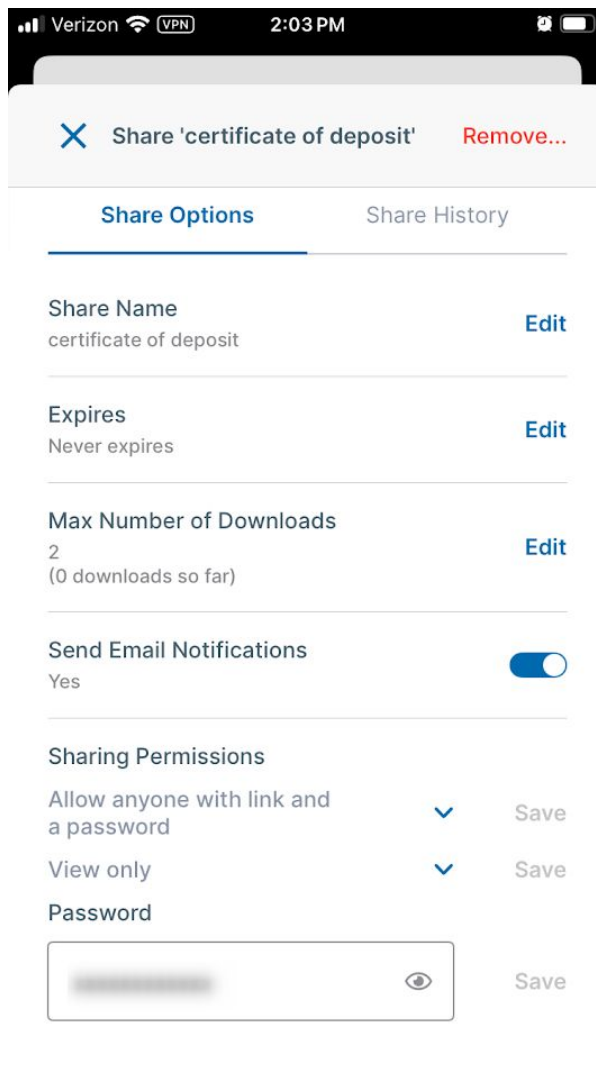 Verizon VPN 2:03 PM
Share 'certificate of deposit' Remove...
Share Options Share History
Share Name
certificate of deposit
Edit
Expires
Never expires
Edit
Max Number of Downloads
2
(0 downloads so far)
Edit
Send Email Notifications
Yes
Sharing Permissions
Allow anyone with link and
a password
Save
View only Save
Password
Save